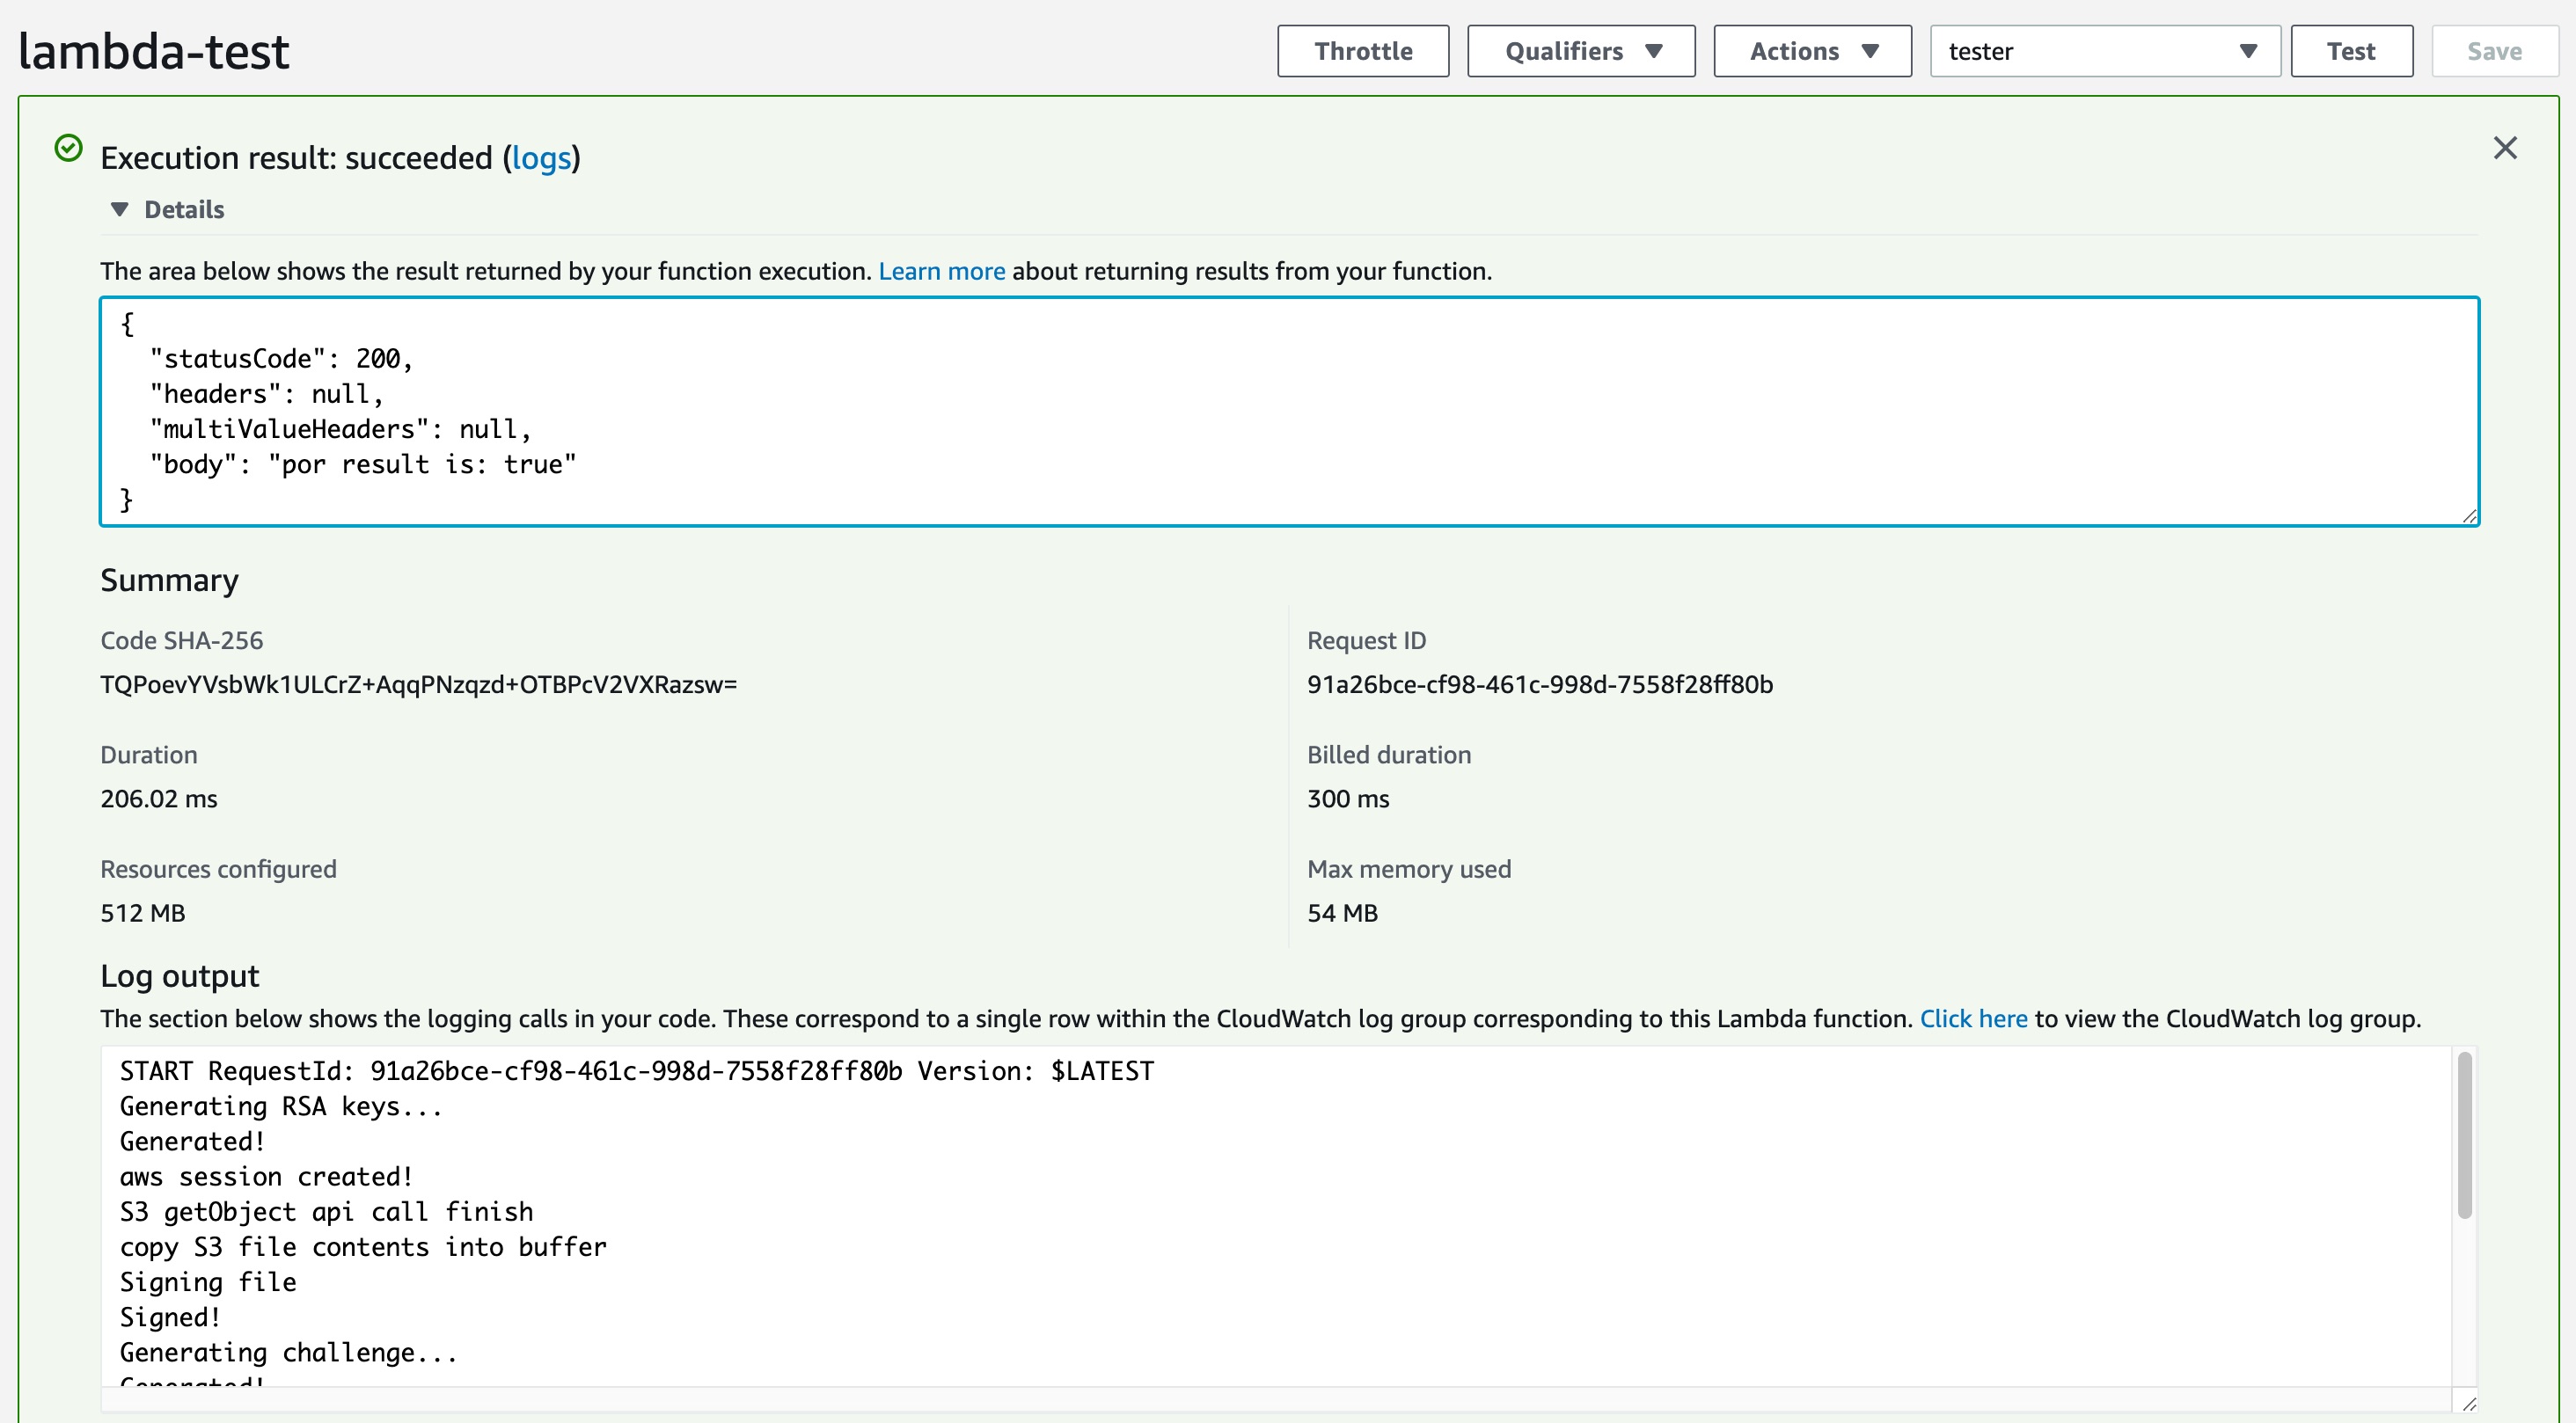 lambda-test
Throttle
Qualifiers
Actions
tester
Test
Save
Execution result: succeeded (logs)
Details
The area below shows the result returned by your function execution. Learn more about returning results from your function.
{
  "statusCode": 200,
  "headers": null,
  "multiValueHeaders": null,
  "body": "por result is: true"
}
Summary
Code SHA-256
TQPoevYVsbWk1ULCrZ+AqqPNzqzd+OTBPcV2VXRazsw=
Request ID
91a26bce-cf98-461c-998d-7558f28ff80b
Duration
206.02 ms
Billed duration
300 ms
Resources configured
512 MB
Max memory used
54 MB
Log output
The section below shows the logging calls in your code. These correspond to a single row within the CloudWatch log group corresponding to this Lambda function. Click here to view the CloudWatch log group.
START RequestId: 91a26bce-cf98-461c-998d-7558f28ff80b Version: $LATEST
Generating RSA keys...
Generated!
aws session created!
S3 getObject api call finish
copy S3 file contents into buffer
Signing file
Signed!
Generating challenge...
Generated!